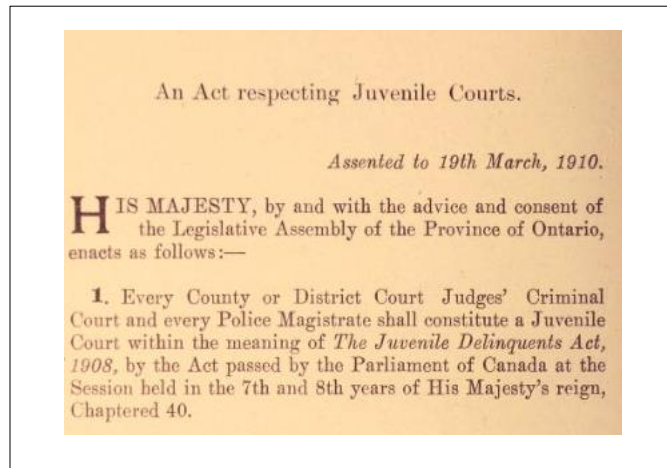 An Act respecting Juvenile Courts.
Assented to 19th March, 1910.
HIS MAJESTY, by and with the advice and consent of
the Legislative Assembly of the Province of Ontario,
enacts as follows:—
1. Every County or District Court Judges' Criminal
Court and every Police Magistrate shall constitute a Juvenile
Court within the meaning of The Juvenile Delinquents Act,
1908, by the Act passed by the Parliament of Canada at the
Session held in the 7th and 8th years of His Majesty's reign,
Chaptered 40.